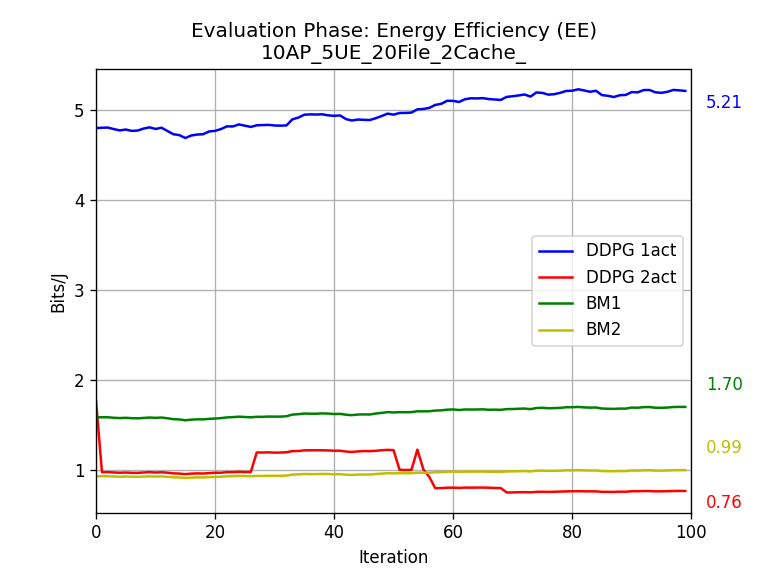 Evaluation Phase: Energy Efficiency (EE)
10AP_5UE_20File_2Cache_
Bits/J
5
4
3
2
1
0
20
40
60
80
100
Iteration
DDPG 1act
DDPG 2act
BM1
BM2
5.21
1.70
0.99
0.76